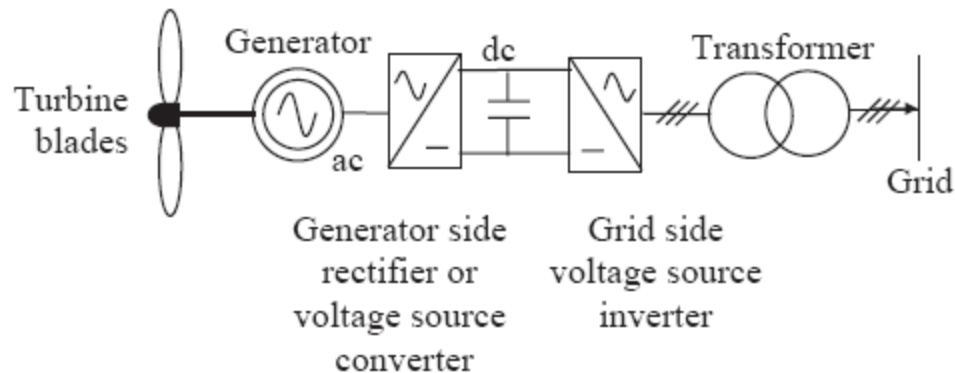 Generator
dc
Transformer
Turbine
blades
ac
Grid
Generator side
rectifier or
voltage source
converter
Grid side
voltage source
inverter